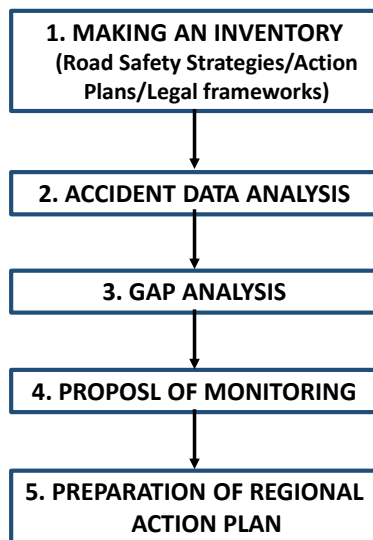 1. MAKING AN INVENTORY
(Road Safety Strategies/Action
Plans/Legal frameworks)
2. ACCIDENT DATA ANALYSIS
3. GAP ANALYSIS
4. PROPOSL OF MONITORING
5. PREPARATION OF REGIONAL
ACTION PLAN